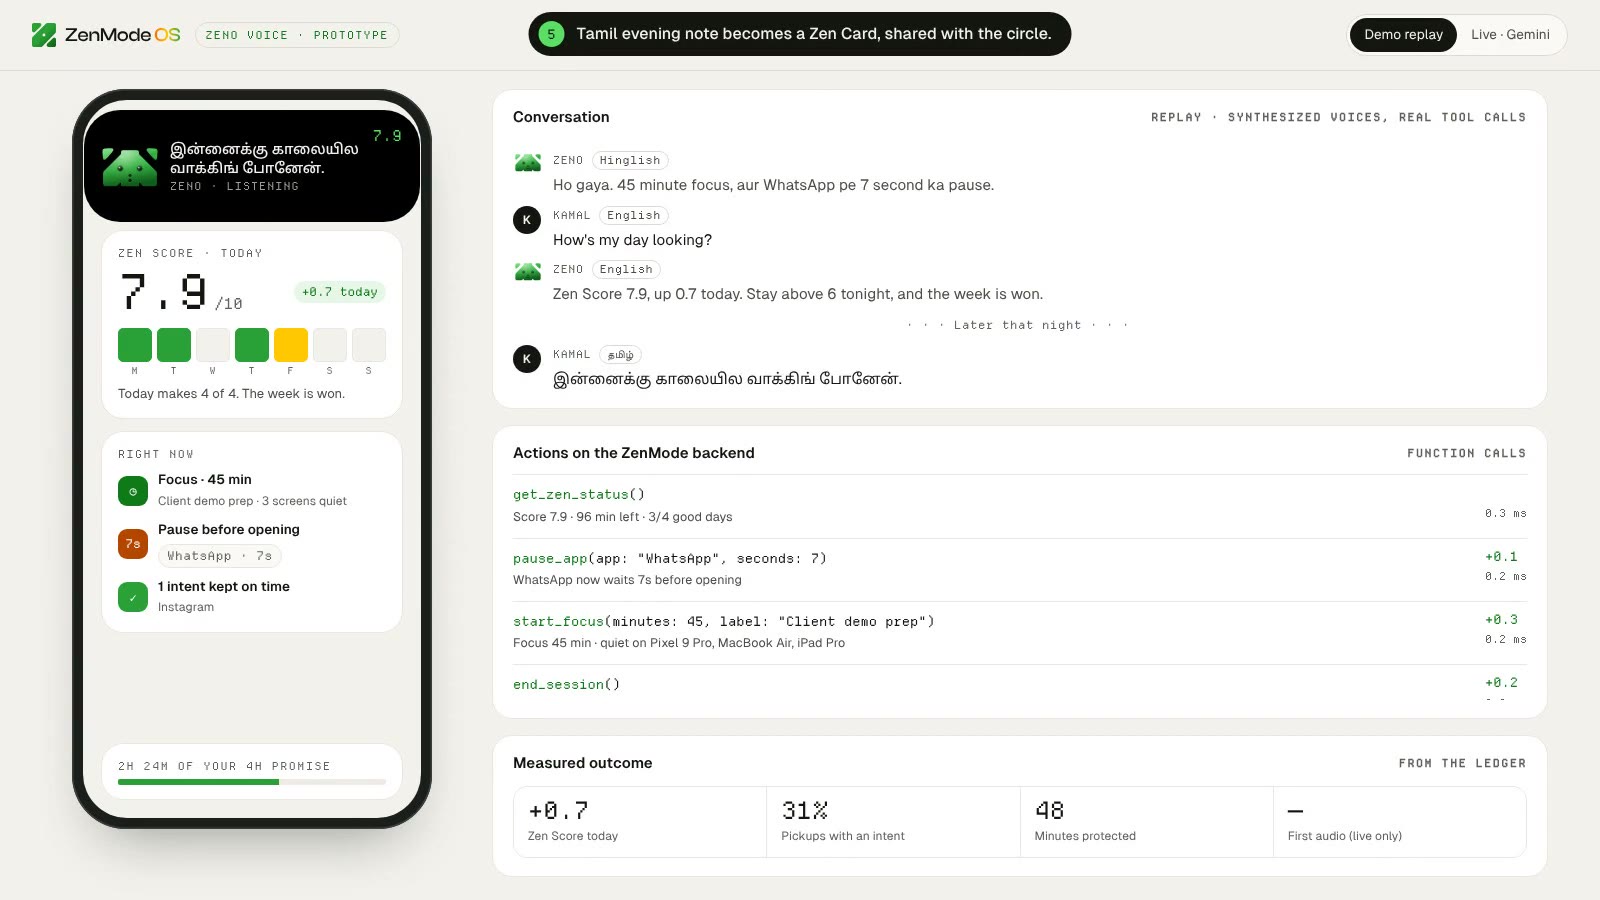 ZenMode OS
ZENO VOICE · PROTOTYPE
5 Tamil evening note becomes a Zen Card, shared with the circle.
Demo replay
Live · Gemini
7.9
இன்னைக்கு காலையில
வாக்கிங் போனேன்.
ZENO · LISTENING
ZEN SCORE · TODAY
7.9 /10
+0.7 today
M T W T F S S
Today makes 4 of 4. The week is won.
RIGHT NOW
Focus · 45 min
Client demo prep · 3 screens quiet
7s
Pause before opening
WhatsApp · 7s
✓
1 intent kept on time
Instagram
2H 24M OF YOUR 4H PROMISE
Conversation
REPLAY · SYNTHESIZED VOICES, REAL TOOL CALLS
ZENO Hinglish
Ho gaya. 45 minute focus, aur WhatsApp pe 7 second ka pause.
K KAMAL English
How's my day looking?
ZENO English
Zen Score 7.9, up 0.7 today. Stay above 6 tonight, and the week is won.
· · · Later that night · · ·
K KAMAL தமிழ்
இன்னைக்கு காலையில வாக்கிங் போனேன்.
Actions on the ZenMode backend
FUNCTION CALLS
get_zen_status()
Score 7.9 · 96 min left · 3/4 good days
0.3 ms
pause_app(app: "WhatsApp", seconds: 7)
+0.1
WhatsApp now waits 7s before opening
0.2 ms
start_focus(minutes: 45, label: "Client demo prep")
+0.3
Focus 45 min · quiet on Pixel 9 Pro, MacBook Air, iPad Pro
0.2 ms
end_session()
+0.2
Measured outcome
FROM THE LEDGER
+0.7
Zen Score today
31%
Pickups with an intent
48
Minutes protected
—
First audio (live only)